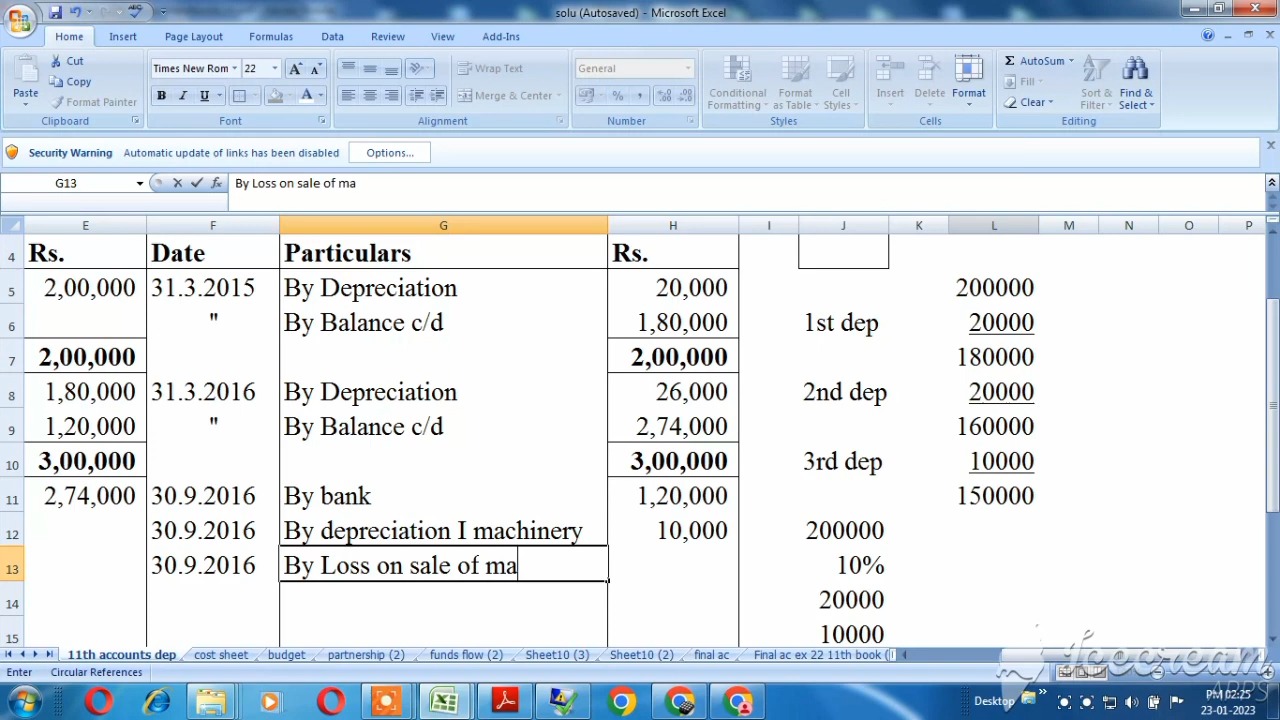 solu (Autosaved) - Microsoft Excel
Home Insert Page Layout Formulas Data Review View Add-Ins
Paste Cut Copy Format Painter Clipboard
Times New Rom 22 B I U A Font
Wrap Text Merge & Center Alignment
General % , Number
Conditional Formatting Format as Table Cell Styles Styles
Insert Delete Format Cells
Σ AutoSum Fill Clear Sort & Filter Find & Select Editing
Security Warning Automatic update of links has been disabled Options...
G13 fx By Loss on sale of ma
E F G H I J K L M N O P
4 Rs. Date Particulars Rs.
5 2,00,000 31.3.2015 By Depreciation 20,000 200000
6 " By Balance c/d 1,80,000 1st dep 20000
7 2,00,000 2,00,000 180000
8 1,80,000 31.3.2016 By Depreciation 26,000 2nd dep 20000
9 1,20,000 " By Balance c/d 2,74,000 160000
10 3,00,000 3,00,000 3rd dep 10000
11 2,74,000 30.9.2016 By bank 1,20,000 150000
12 30.9.2016 By depreciation I machinery 10,000 200000
13 30.9.2016 By Loss on sale of ma 10%
14 20000
15 10000
11th accounts dep cost sheet budget partnership (2) funds flow (2) Sheet10 (3) Sheet10 (2) final ac Final ac ex 22 11th book
Enter Circular References
Icecream
APPS
Desktop PM 02:25
23-01-2023